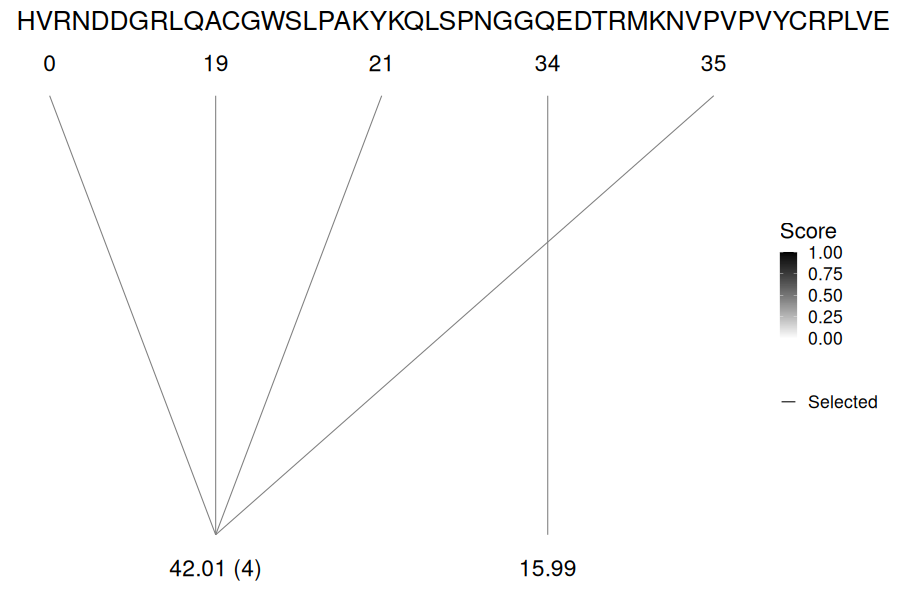 HVRNDDGRLQACGWSLPAKYKQLSPNGGQEDTRMKNVPVPVYCRPLVE
0 19 21 34 35
Score
1.00
0.75
0.50
0.25
0.00
Selected
42.01 (4) 15.99